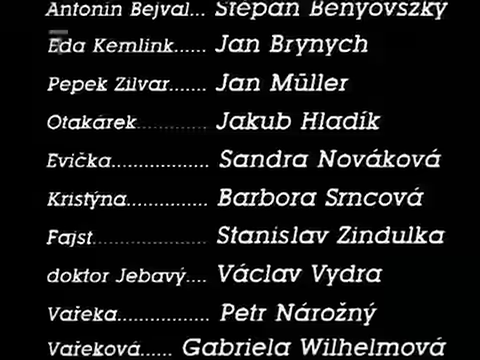 Antonín Bejval... Štěpán Benyovszký
Eda Kemlink...... Jan Brynych
Pepek Zilvar....... Jan Müller
Otakárek............ Jakub Hladík
Evička.................. Sandra Nováková
Kristýna............... Barbora Srncová
Fajst.................... Stanislav Zindulka
doktor Jebavý.... Václav Vydra
Vařeka................. Petr Nárožný
Vařeková...... Gabriela Wilhelmová